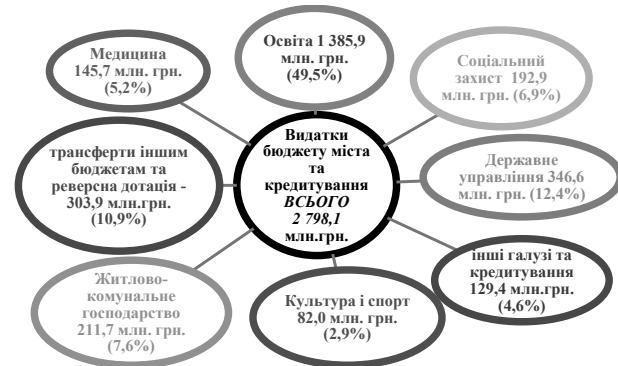 Освіта 1 385,9
млн. грн.
(49,5%)
Медицина
145,7 млн. грн.
(5,2%)
Соціальний
захист  192,9
млн. грн. (6,9%)
Видатки
бюджету міста
та
кредитування
ВСЬОГО
2 798,1
млн.грн.
трансферти іншим
бюджетам та
реверсна дотація -
303,9 млн.грн.
(10,9%)
Державне
управління 346,6
млн. грн. (12,4%)
Житлово-
комунальне
господарство
211,7 млн. грн.
(7,6%)
Культура і спорт
82,0 млн. грн.
(2,9%)
інші галузі та
кредитування
129,4 млн.грн.
(4,6%)